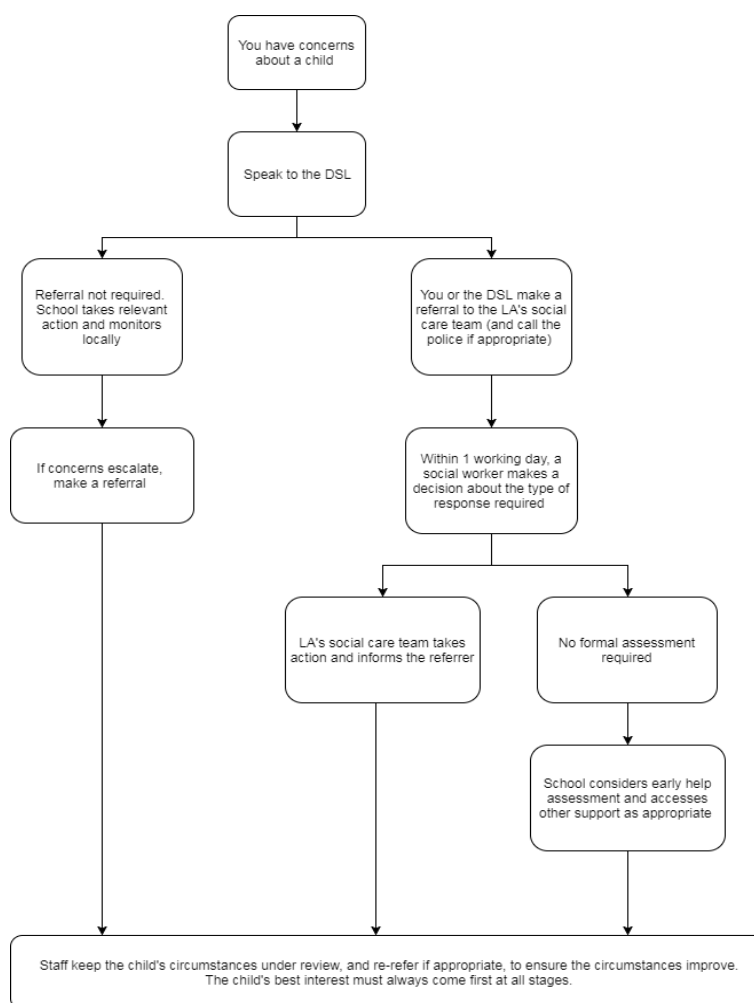 You have concerns
about a child
Speak to the DSL
Referral not required.
School takes relevant
action and monitors
locally
You or the DSL make a
referral to the LA's social
care team (and call the
police if appropriate)
If concerns escalate,
make a referral
Within 1 working day, a
social worker makes a
decision about the type of
response required
LA's social care team takes
action and informs the referrer
No formal assessment
required
School considers early help
assessment and accesses
other support as appropriate
Staff keep the child's circumstances under review, and re-refer if appropriate, to ensure the circumstances improve.
The child's best interest must always come first at all stages.